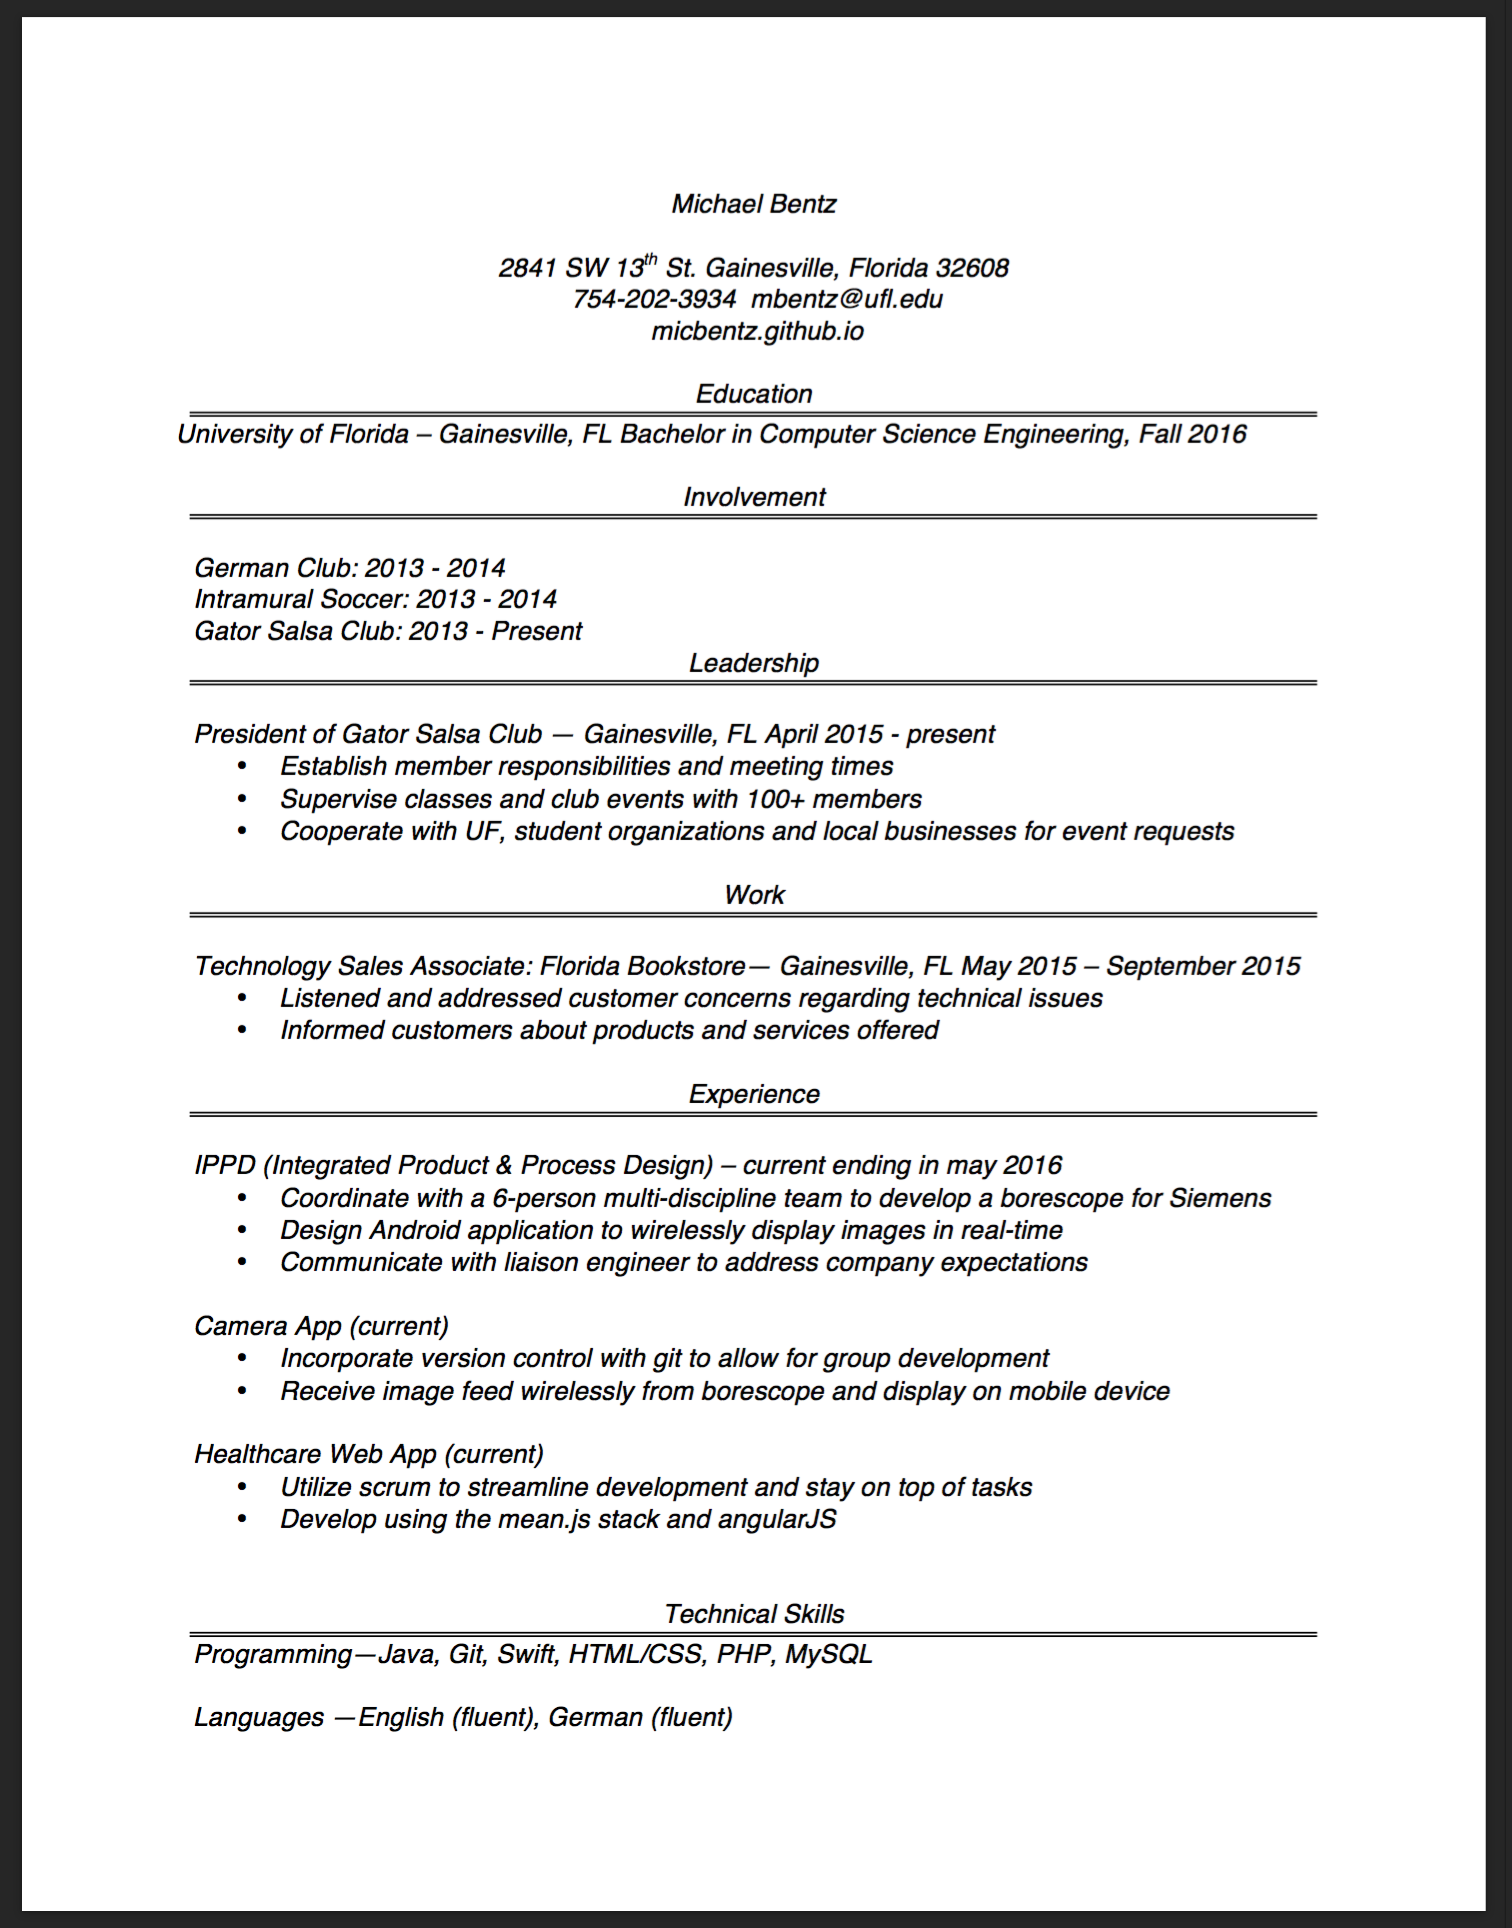 Michael Bentz
2841 SW 13th St. Gainesville, Florida 32608
754-202-3934  mbentz@ufl.edu
micbentz.github.io
Education
University of Florida – Gainesville, FL Bachelor in Computer Science Engineering, Fall 2016
Involvement
German Club: 2013 - 2014
Intramural Soccer: 2013 - 2014
Gator Salsa Club: 2013 - Present
Leadership
President of Gator Salsa Club — Gainesville, FL April 2015 - present
• Establish member responsibilities and meeting times
• Supervise classes and club events with 100+ members
• Cooperate with UF, student organizations and local businesses for event requests
Work
Technology Sales Associate: Florida Bookstore— Gainesville, FL May 2015 – September 2015
• Listened and addressed customer concerns regarding technical issues
• Informed customers about products and services offered
Experience
IPPD (Integrated Product & Process Design) – current ending in may 2016
• Coordinate with a 6-person multi-discipline team to develop a borescope for Siemens
• Design Android application to wirelessly display images in real-time
• Communicate with liaison engineer to address company expectations
Camera App (current)
• Incorporate version control with git to allow for group development
• Receive image feed wirelessly from borescope and display on mobile device
Healthcare Web App (current)
• Utilize scrum to streamline development and stay on top of tasks
• Develop using the mean.js stack and angularJS
Technical Skills
Programming—Java, Git, Swift, HTML/CSS, PHP, MySQL
Languages —English (fluent), German (fluent)